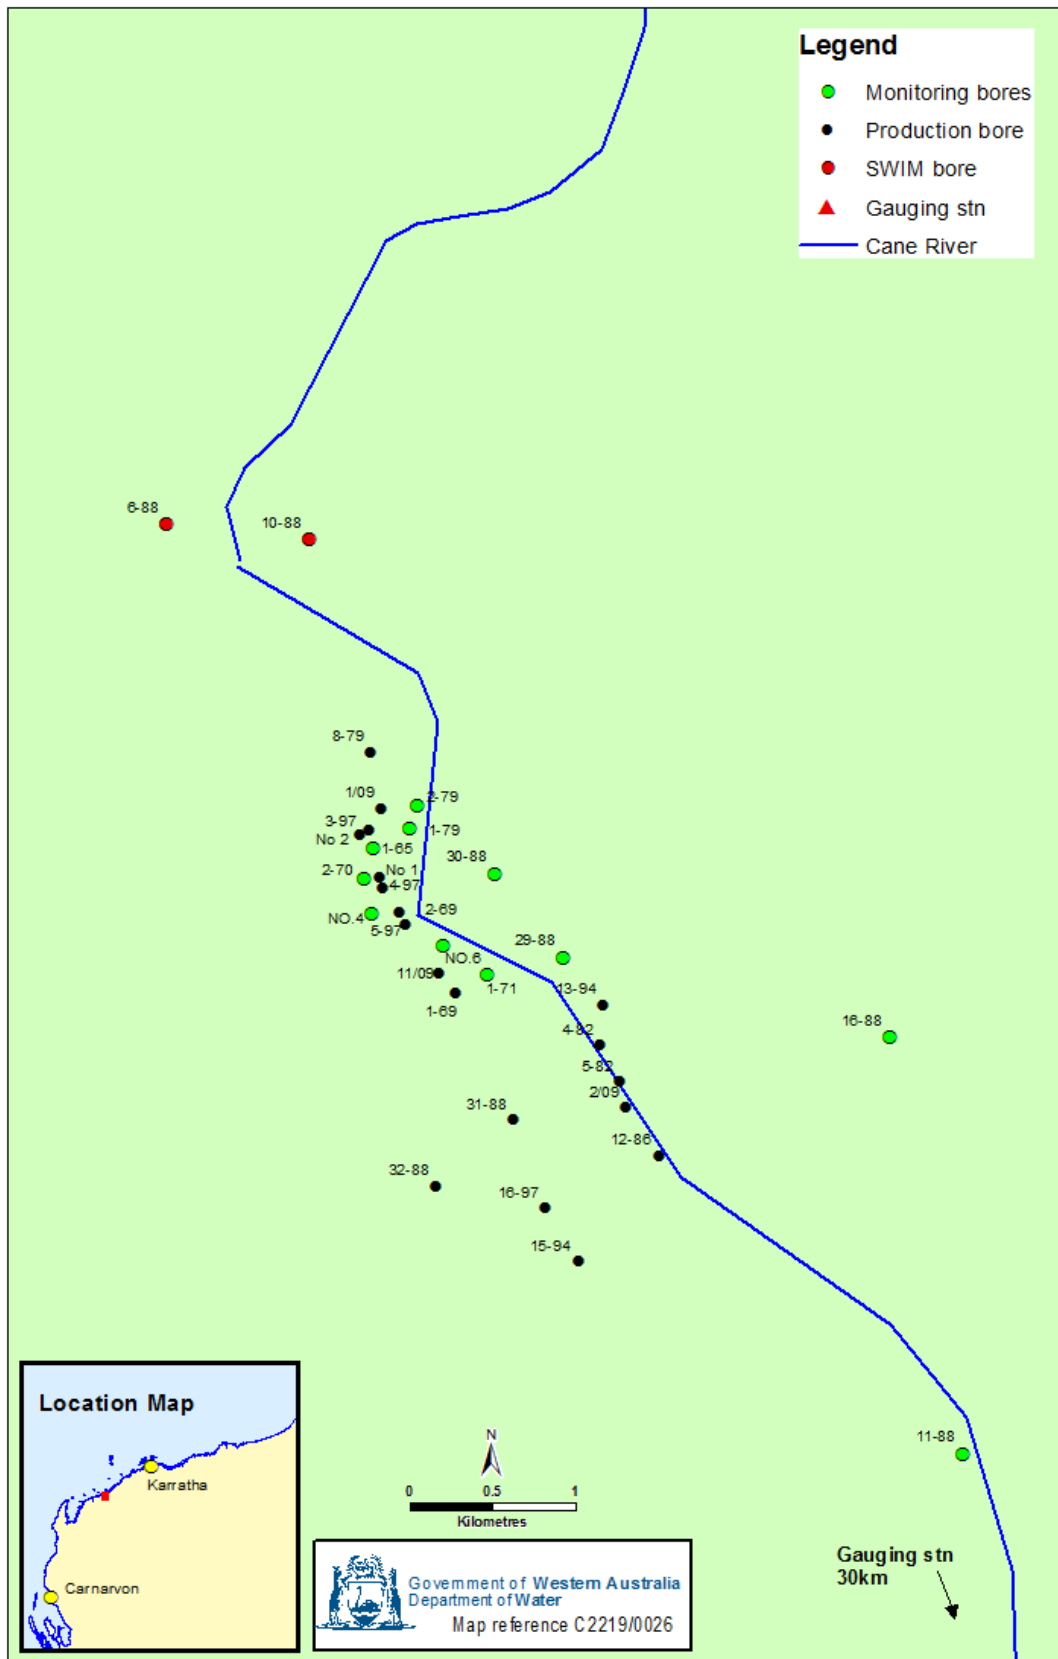 Legend
Monitoring bores
Production bore
SWIM bore
Gauging stn
Cane River
6-88
10-88
8-79
1/09
2-79
3-97
No 2
1-79
1-65
30-88
2-70
No 1
4-97
NO.4
2-69
5-97
29-88
NO.6
11/09
1-71
13-94
1-69
16-88
4-82
5-82
2/09
31-88
12-86
32-88
16-97
15-94
11-88
Location Map
Karratha
Carnarvon
N
0 0.5 1
Kilometres
Gauging stn
30km
Government of Western Australia
Department of Water
Map reference C2219/0026